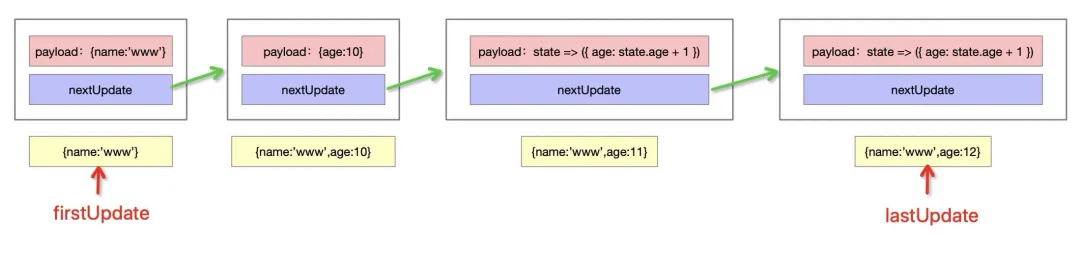 payload：{name:'www'}
nextUpdate
{name:'www'}
firstUpdate
payload：{age:10}
nextUpdate
{name:'www',age:10}
payload：state => ({ age: state.age + 1 })
nextUpdate
{name:'www',age:11}
payload：state => ({ age: state.age + 1 })
nextUpdate
{name:'www',age:12}
lastUpdate